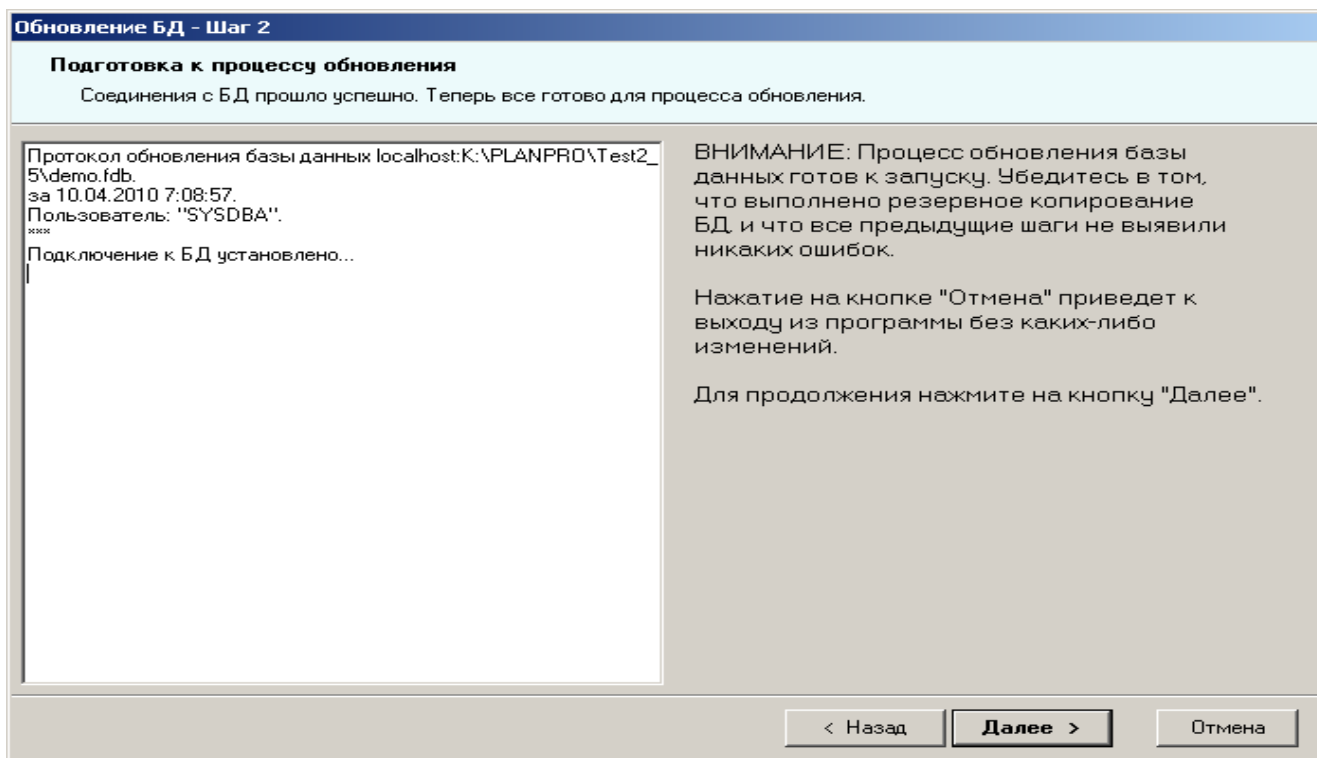 Обновление БД - Шаг 2
Подготовка к процессу обновления
Соединения с БД прошло успешно. Теперь все готово для процесса обновления.
Протокол обновления базы данных localhost:K:\PLANPRO\Test2_
5\demo.fdb.
за 10.04.2010 7:08:57.
Пользователь: "SYSDBA".
***
Подключение к БД установлено...
ВНИМАНИЕ: Процесс обновления базы
данных готов к запуску. Убедитесь в том,
что выполнено резервное копирование
БД, и что все предыдущие шаги не выявили
никаких ошибок.
Нажатие на кнопке "Отмена" приведет к
выходу из программы без каких-либо
изменений.
Для продолжения нажмите на кнопку "Далее".
< Назад
Далее >
Отмена